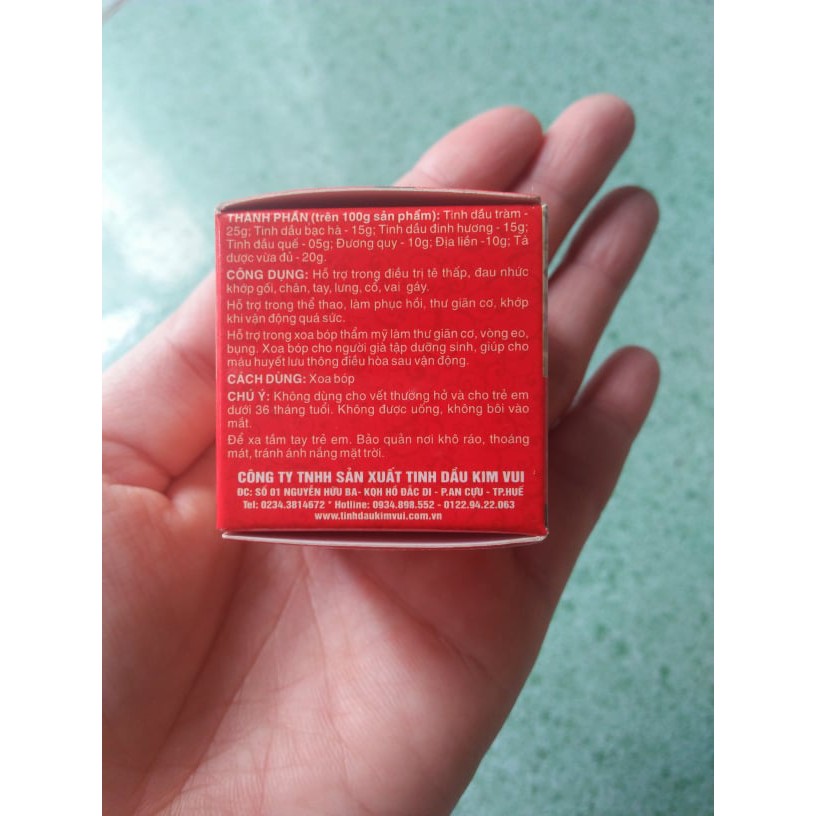 THÀNH PHẦN (trên 100g sản phẩm): Tinh dầu tràm -
25g; Tinh dầu bạc hà - 15g; Tinh dầu đinh hương - 15g;
Tinh dầu quế - 05g; Đương quy - 10g; Địa liền -10g; Tá
dược vừa đủ - 20g.
CÔNG DỤNG: Hỗ trợ trong điều trị tê thấp, đau nhức
khớp gối, chân, tay, lưng, cổ, vai gáy.
Hỗ trợ trong thể thao, làm phục hồi, thư giãn cơ, khớp
khi vận động quá sức.
Hỗ trợ trong xoa bóp thẩm mỹ làm thư giãn cơ, vòng eo,
bụng. Xoa bóp cho người già tập dưỡng sinh, giúp cho
máu huyết lưu thông điều hòa sau vận động.
CÁCH DÙNG: Xoa bóp
CHÚ Ý: Không dùng cho vết thường hở và cho trẻ em
dưới 36 tháng tuổi. Không được uống, không bôi vào
mắt.
Để xa tầm tay trẻ em. Bảo quản nơi khô ráo, thoáng
mát, tránh ánh nắng mặt trời.
CÔNG TY TNHH SẢN XUẤT TINH DẦU KIM VUI
ĐC: SỐ 01 NGUYỄN HỮU BA- KQH HỒ ĐẮC DI - P.AN CỰU - TP.HUẾ
Tel; 0234.3814672 * Hotline: 0934.898.552 - 0122.94.22.063
www.tinhdaukimvui.com.vn